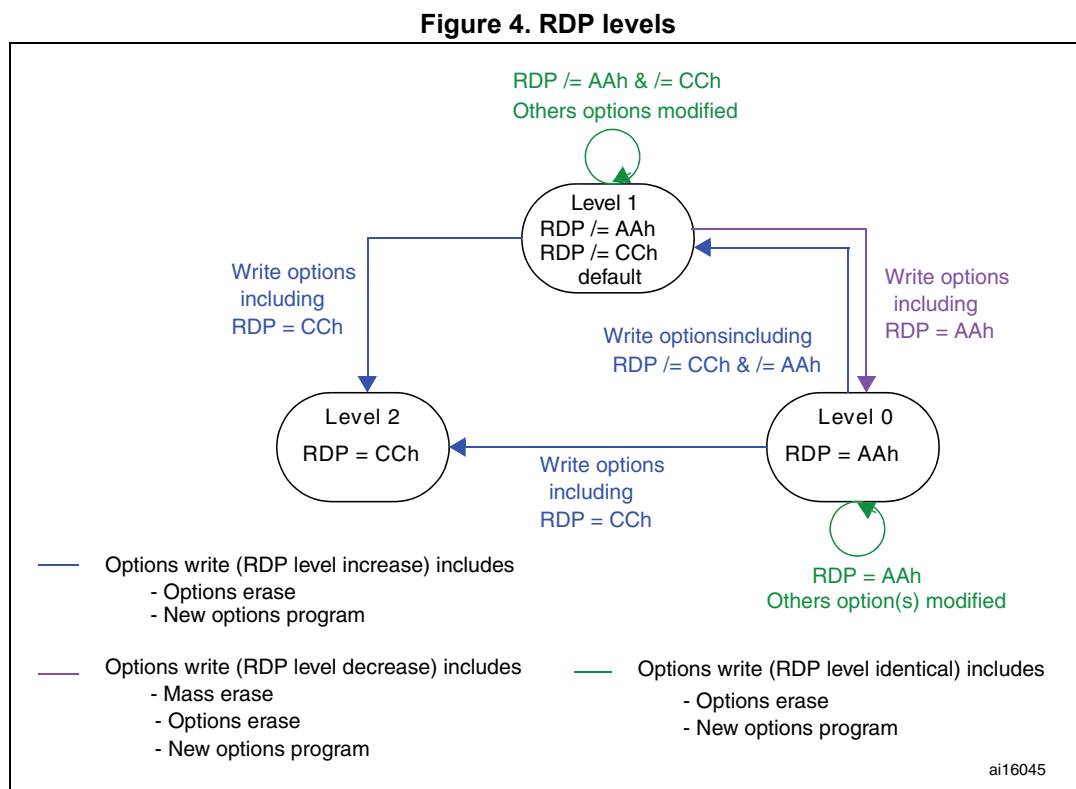 Figure 4. RDP levels
RDP /= AAh & /= CCh
Others options modified
Level 1
RDP /= AAh
RDP /= CCh
default
Write options
including
RDP = CCh
Write options
including
RDP = AAh
Write optionsincluding
RDP /= CCh & /= AAh
Level 2
RDP = CCh
Level 0
RDP = AAh
Write options
including
RDP = CCh
RDP = AAh
Others option(s) modified
Options write (RDP level increase) includes
- Options erase
- New options program
Options write (RDP level decrease) includes
- Mass erase
- Options erase
- New options program
Options write (RDP level identical) includes
- Options erase
- New options program
ai16045